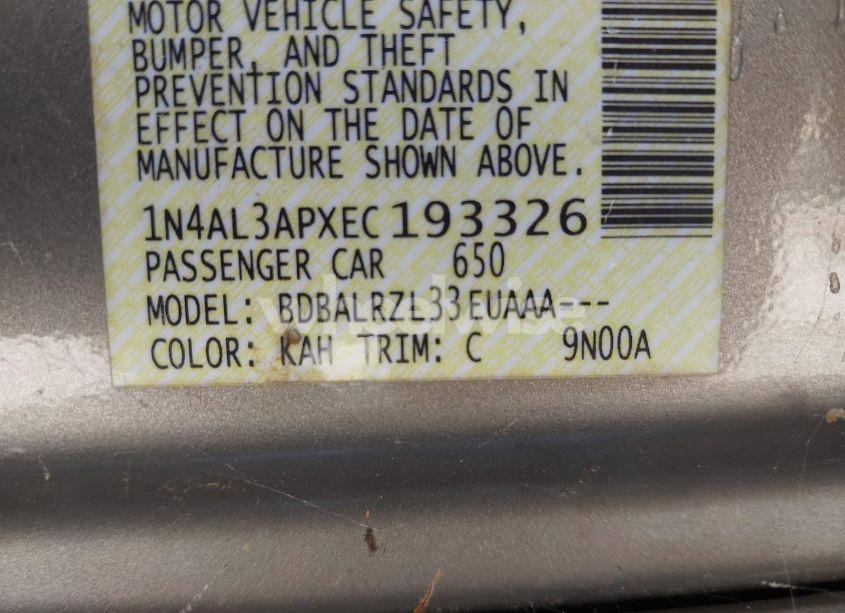 MOTOR VEHICLE SAFETY,
BUMPER, AND THEFT
PREVENTION STANDARDS IN
EFFECT ON THE DATE OF
MANUFACTURE SHOWN ABOVE.
1N4AL3APXEC193326
PASSENGER CAR 650
MODEL: BDBALRZL33EUAAA---
COLOR: KAH TRIM: C 9N00A
wheelwise